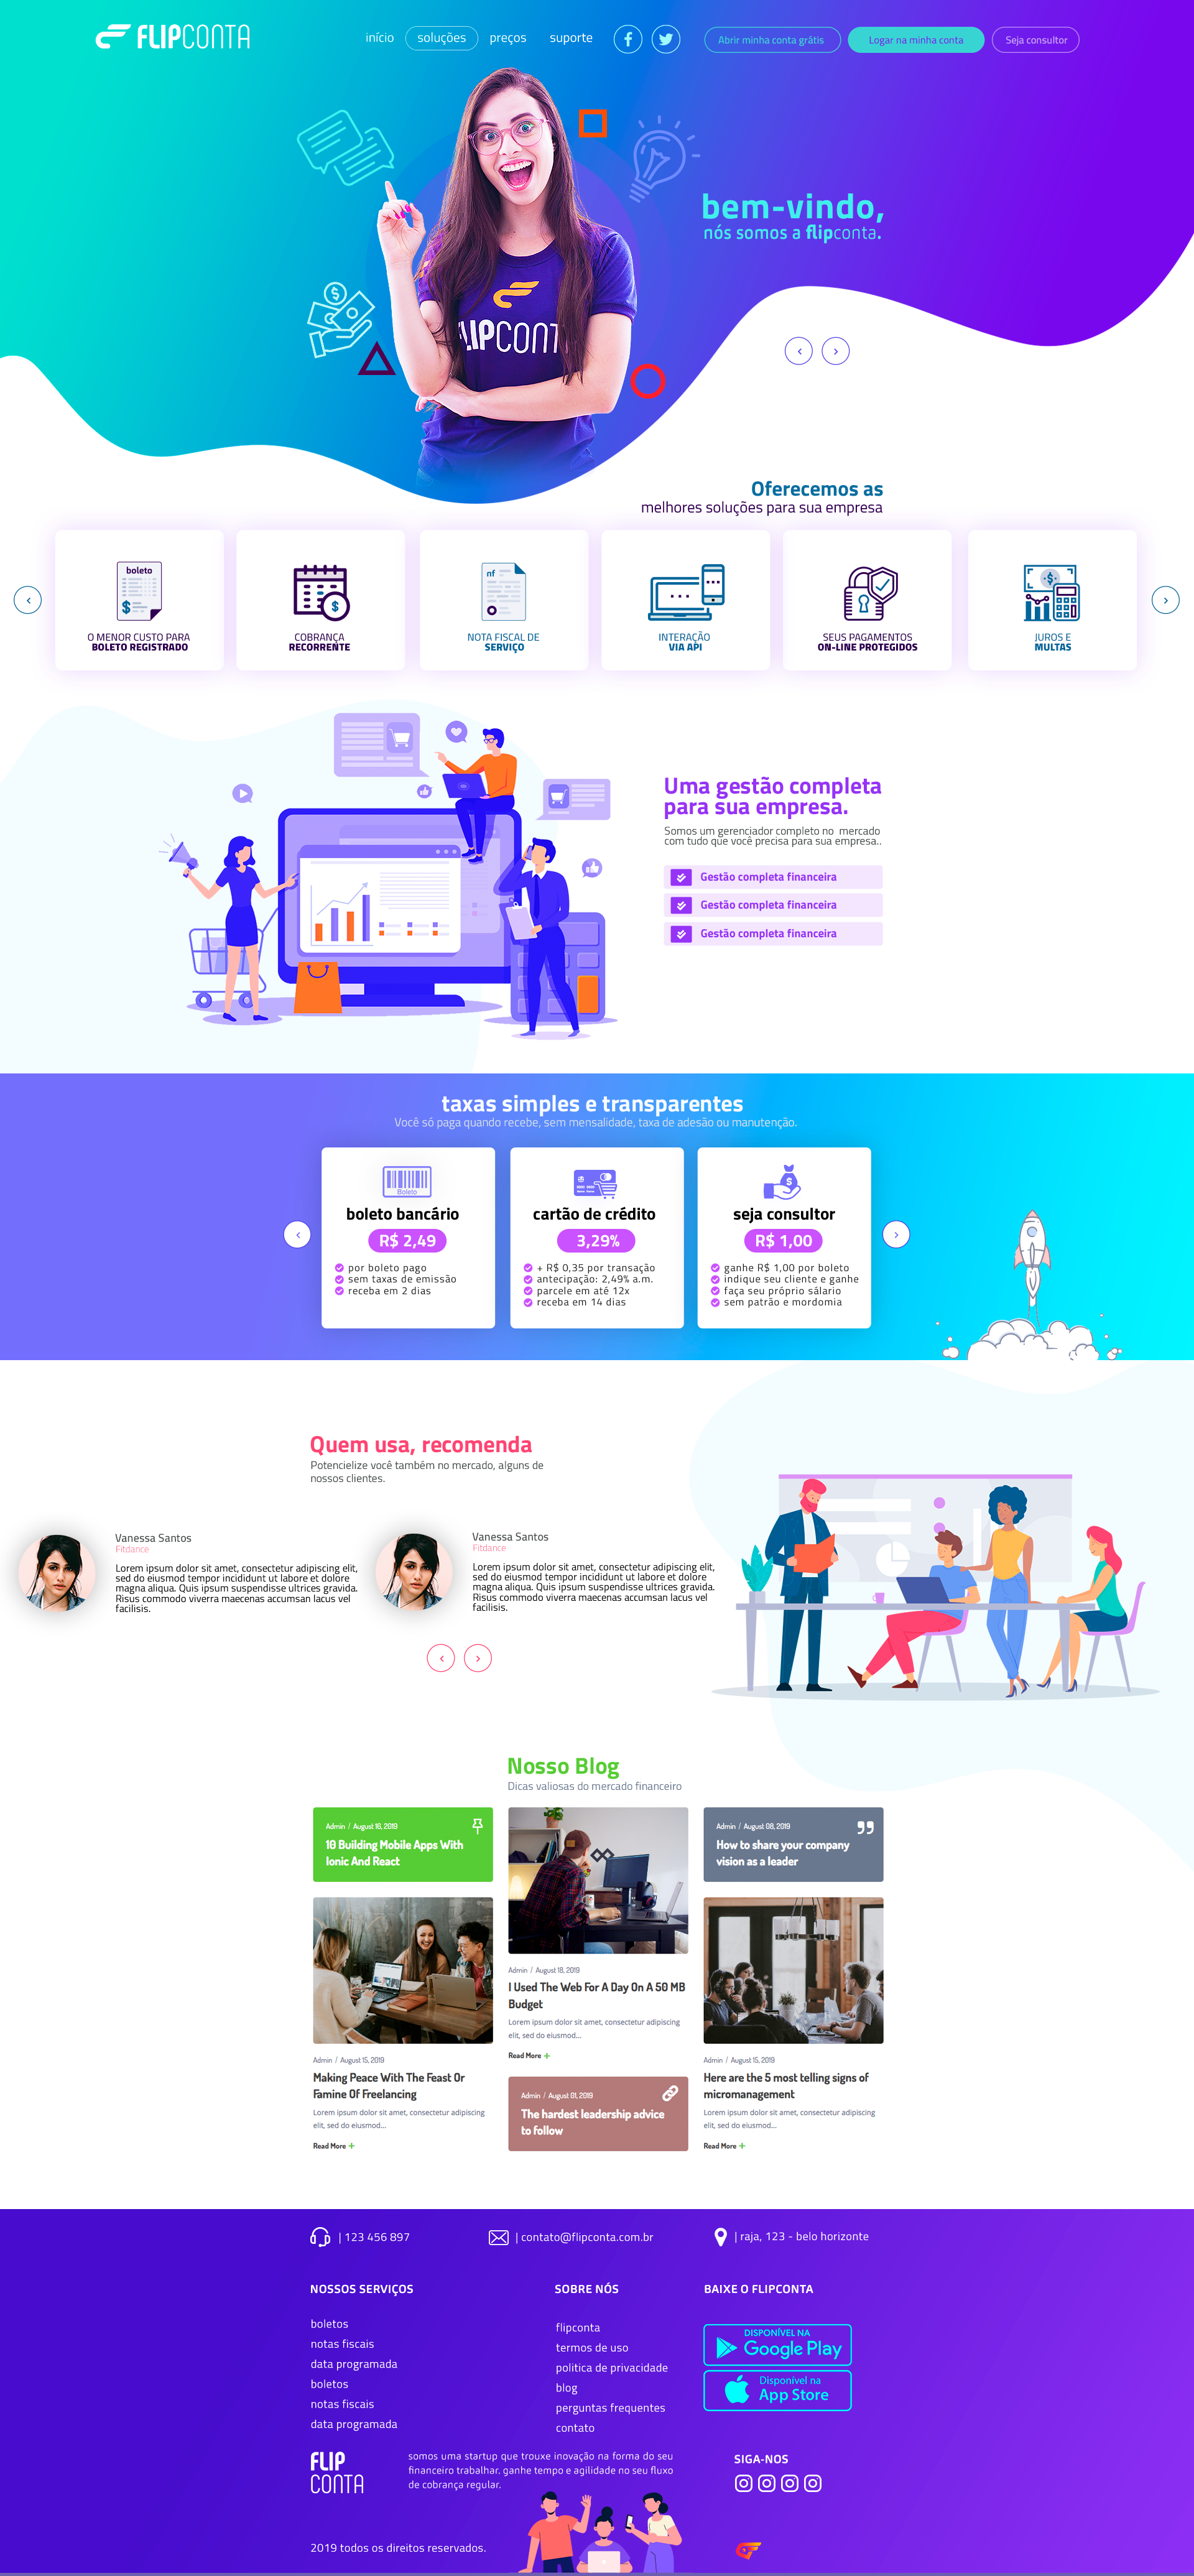 FLIPCONTA
início
soluções
preços
suporte
Abrir minha conta grátis
Logar na minha conta
Seja consultor
bem-vindo,
nós somos a flipconta.
LIPCONT
Oferecemos as
melhores soluções para sua empresa
boleto
O MENOR CUSTO PARA
BOLETO REGISTRADO
COBRANÇA
RECORRENTE
nf
NOTA FISCAL DE
SERVIÇO
INTERAÇÃO
VIA API
SEUS PAGAMENTOS
ON-LINE PROTEGIDOS
JUROS E
MULTAS
Uma gestão completa
para sua empresa.
Somos um gerenciador completo no mercado
com tudo que você precisa para sua empresa..
Gestão completa financeira
Gestão completa financeira
Gestão completa financeira
taxas simples e transparentes
Você só paga quando recebe, sem mensalidade, taxa de adesão ou manutenção.
Boleto
boleto bancário
R$ 2,49
por boleto pago
sem taxas de emissão
receba em 2 dias
cartão de crédito
3,29%
+ R$ 0,35 por transação
antecipação: 2,49% a.m.
parcele em até 12x
receba em 14 dias
seja consultor
R$ 1,00
ganhe R$ 1,00 por boleto
indique seu cliente e ganhe
faça seu próprio sálario
sem patrão e mordomia
Quem usa, recomenda
Potencielize você também no mercado, alguns de
nossos clientes.
Vanessa Santos
Fitdance
Lorem ipsum dolor sit amet, consectetur adipiscing elit,
sed do eiusmod tempor incididunt ut labore et dolore
magna aliqua. Quis ipsum suspendisse ultrices gravida.
Risus commodo viverra maecenas accumsan lacus vel
facilisis.
Vanessa Santos
Fitdance
Lorem ipsum dolor sit amet, consectetur adipiscing elit,
sed do eiusmod tempor incididunt ut labore et dolore
magna aliqua. Quis ipsum suspendisse ultrices gravida.
Risus commodo viverra maecenas accumsan lacus vel
facilisis.
Nosso Blog
Dicas valiosas do mercado financeiro
Admin / August 16, 2019
10 Building Mobile Apps With
Ionic And React
Admin / August 15, 2019
Making Peace With The Feast Or
Famine Of Freelancing
Lorem ipsum dolor sit amet, consectetur adipiscing
elit, sed do eiusmod...
Read More +
Admin / August 18, 2019
I Used The Web For A Day On A 50 MB
Budget
Lorem ipsum dolor sit amet, consectetur adipiscing
elit, sed do eiusmod...
Read More +
Admin / August 01, 2019
The hardest leadership advice
to follow
Admin / August 08, 2019
How to share your company
vision as a leader
Admin / August 15, 2019
Here are the 5 most telling signs of
micromanagement
Lorem ipsum dolor sit amet, consectetur adipiscing
elit, sed do eiusmod...
Read More +
| 123 456 897
| contato@flipconta.com.br
| raja, 123 - belo horizonte
NOSSOS SERVIÇOS
boletos
notas fiscais
data programada
boletos
notas fiscais
data programada
SOBRE NÓS
flipconta
termos de uso
politica de privacidade
blog
perguntas frequentes
contato
BAIXE O FLIPCONTA
DISPONÍVEL NA
Google Play
Disponível na
App Store
FLIP
CONTA
somos uma startup que trouxe inovação na forma do seu
financeiro trabalhar. ganhe tempo e agilidade no seu fluxo
de cobrança regular.
SIGA-NOS
2019 todos os direitos reservados.